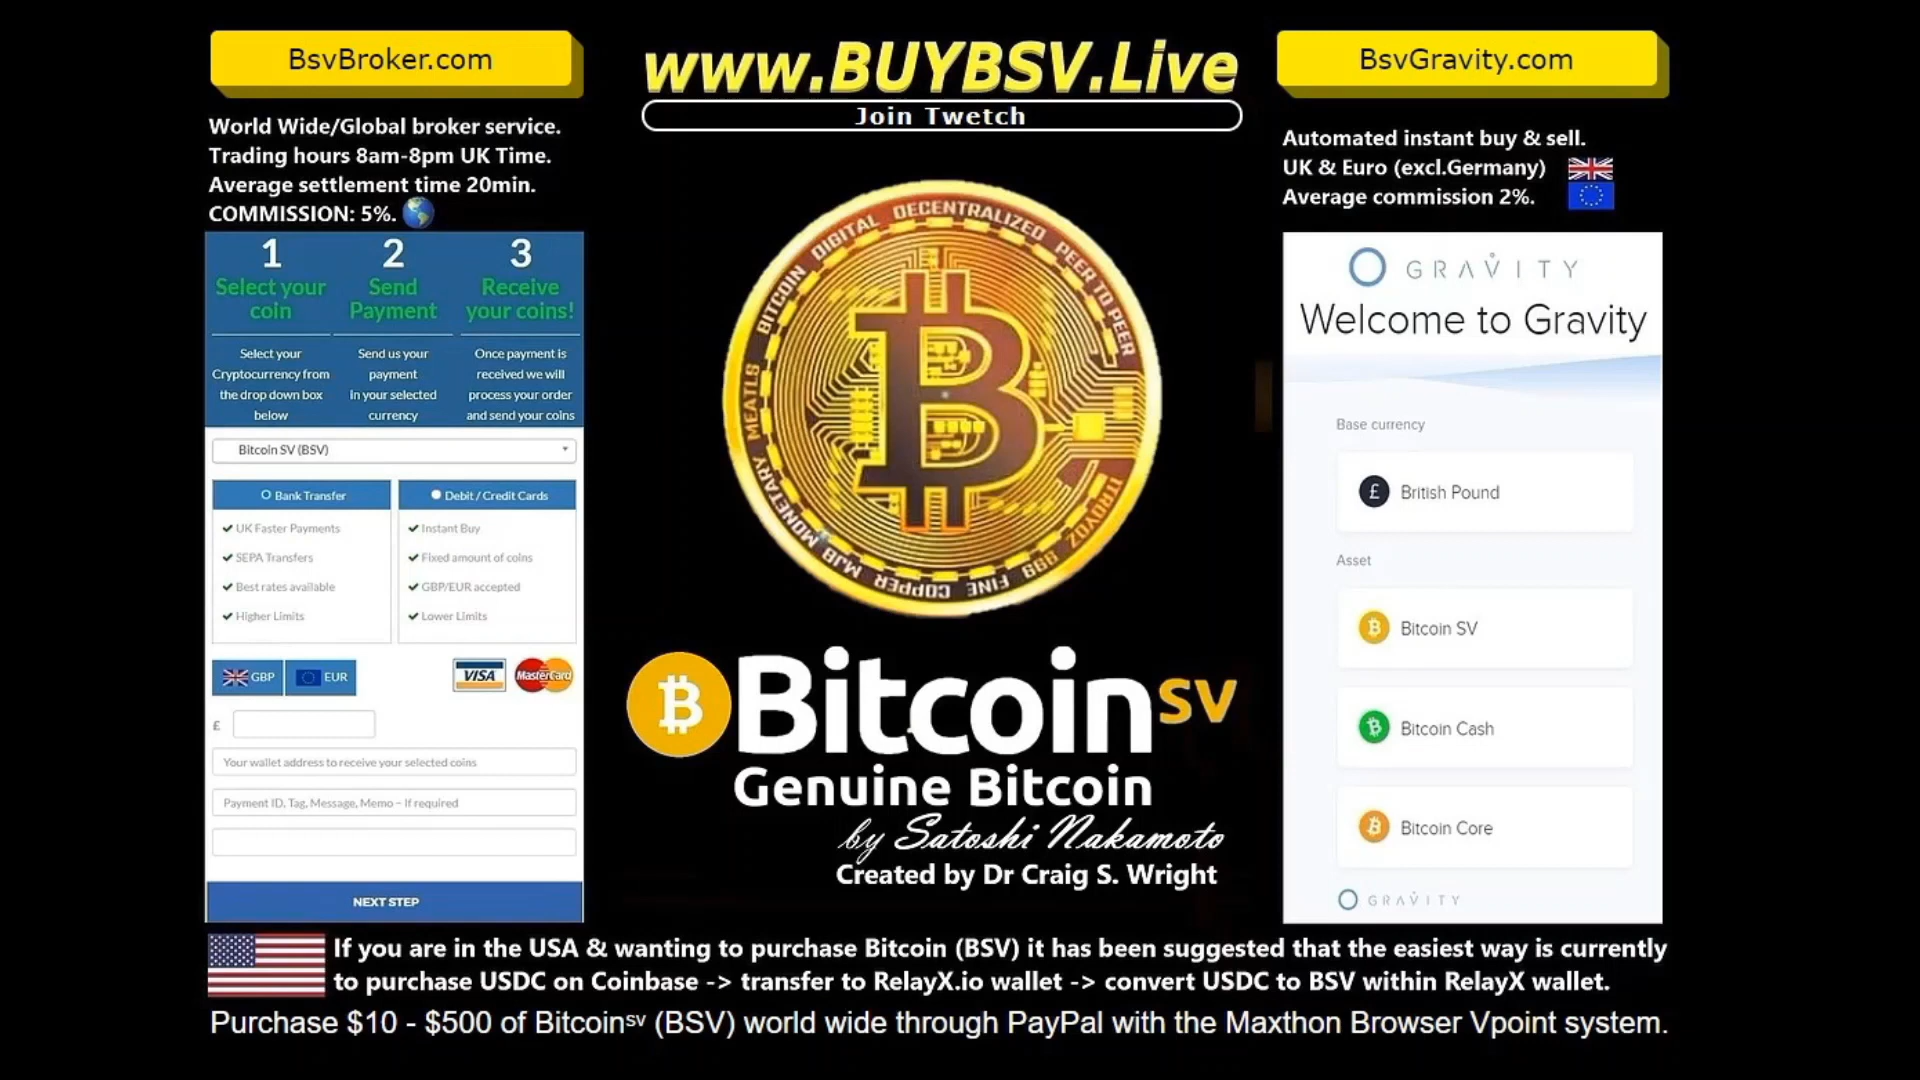 BsvBroker.com
World Wide/Global broker service.
Trading hours 8am-8pm UK Time.
Average settlement time 20min.
COMMISSION: 5%.
1
Select your
coin
Select your
Cryptocurrency from
the drop down box
below
2
Send
Payment
Send us your
payment
in your selected
currency
3
Receive
your coins!
Once payment is
received we will
process your order
and send your coins
Bitcoin SV (BSV)
Bank Transfer
UK Faster Payments
SEPA Transfers
Best rates available
Higher Limits
Debit / Credit Cards
Instant Buy
Fixed amount of coins
GBP/EUR accepted
Lower Limits
GBP
EUR
VISA
MasterCard
£
Your wallet address to receive your selected coins
Payment ID, Tag, Message, Memo – If required
NEXT STEP
www.BUYBSV.Live
Join Twetch
BITCOIN DIGITAL DECENTRALIZED PEER TO PEER
1TROYOZ 999 FINE COPPER MJB MONETARY MEATLS
Bitcoin SV
Genuine Bitcoin
by Satoshi Nakamoto
Created by Dr Craig S. Wright
BsvGravity.com
Automated instant buy & sell.
UK & Euro (excl.Germany)
Average commission 2%.
GRAVITY
Welcome to Gravity
Base currency
£ British Pound
Asset
Bitcoin SV
Bitcoin Cash
Bitcoin Core
GRAVITY
If you are in the USA & wanting to purchase Bitcoin (BSV) it has been suggested that the easiest way is currently
to purchase USDC on Coinbase -> transfer to RelayX.io wallet -> convert USDC to BSV within RelayX wallet.
Purchase $10 - $500 of Bitcoinsv (BSV) world wide through PayPal with the Maxthon Browser Vpoint system.